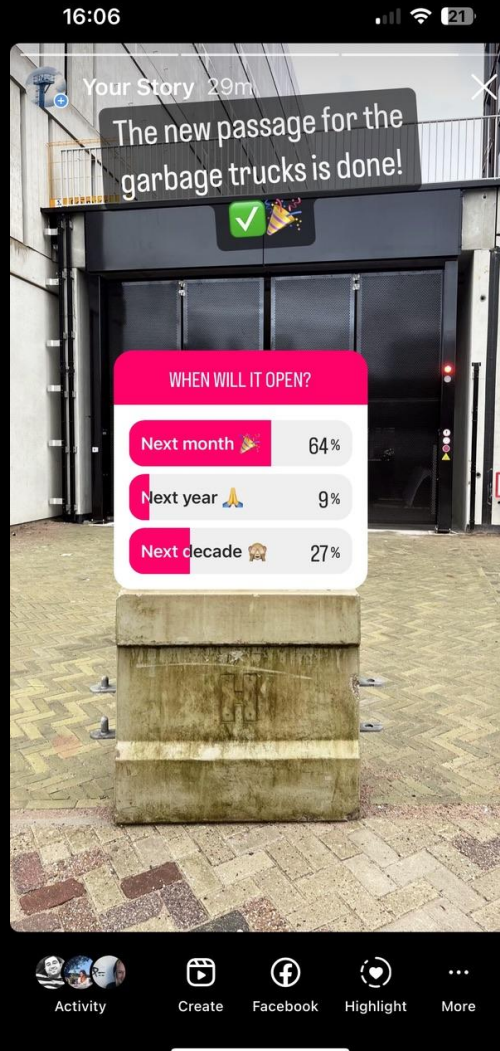 16:06
21
Your Story 29m
The new passage for the
garbage trucks is done!
WHEN WILL IT OPEN?
Next month 64%
Next year 9%
Next decade 27%
H
Activity
Create
Facebook
Highlight
More